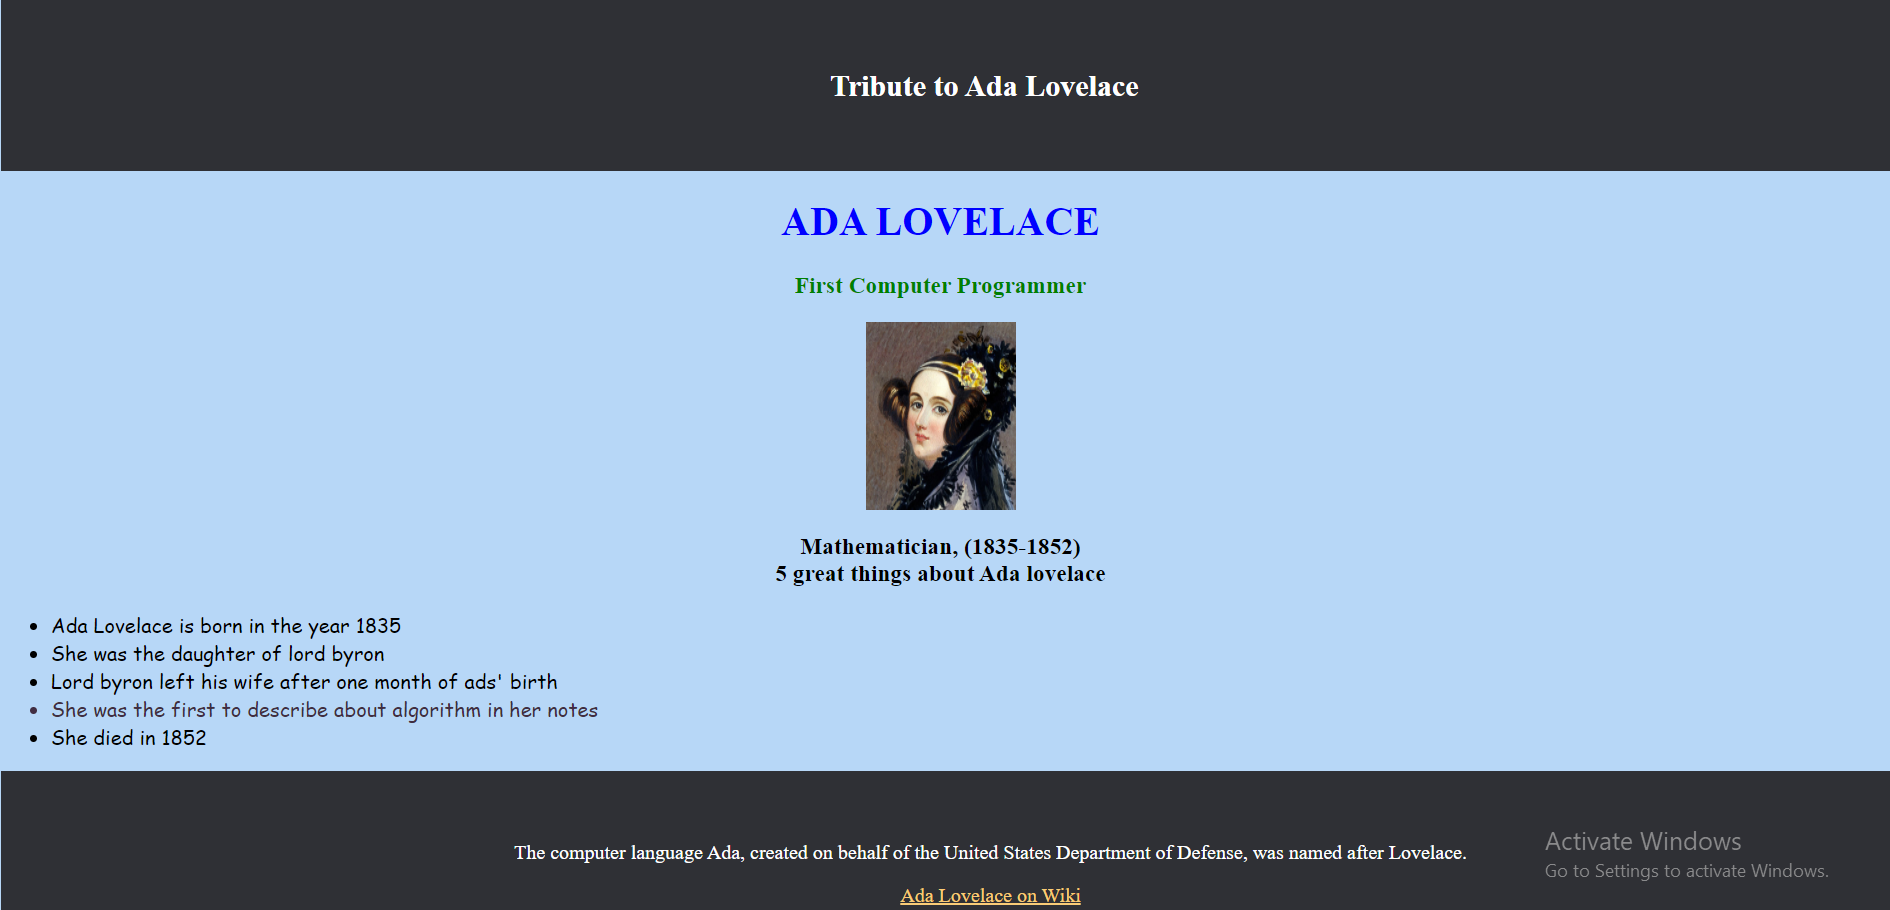 Tribute to Ada Lovelace
ADA LOVELACE
First Computer Programmer
Mathematician, (1835-1852)
5 great things about Ada lovelace
Ada Lovelace is born in the year 1835
She was the daughter of lord byron
Lord byron left his wife after one month of ads' birth
She was the first to describe about algorithm in her notes
She died in 1852
The computer language Ada, created on behalf of the United States Department of Defense, was named after Lovelace.
Ada Lovelace on Wiki
Activate Windows
Go to Settings to activate Windows.